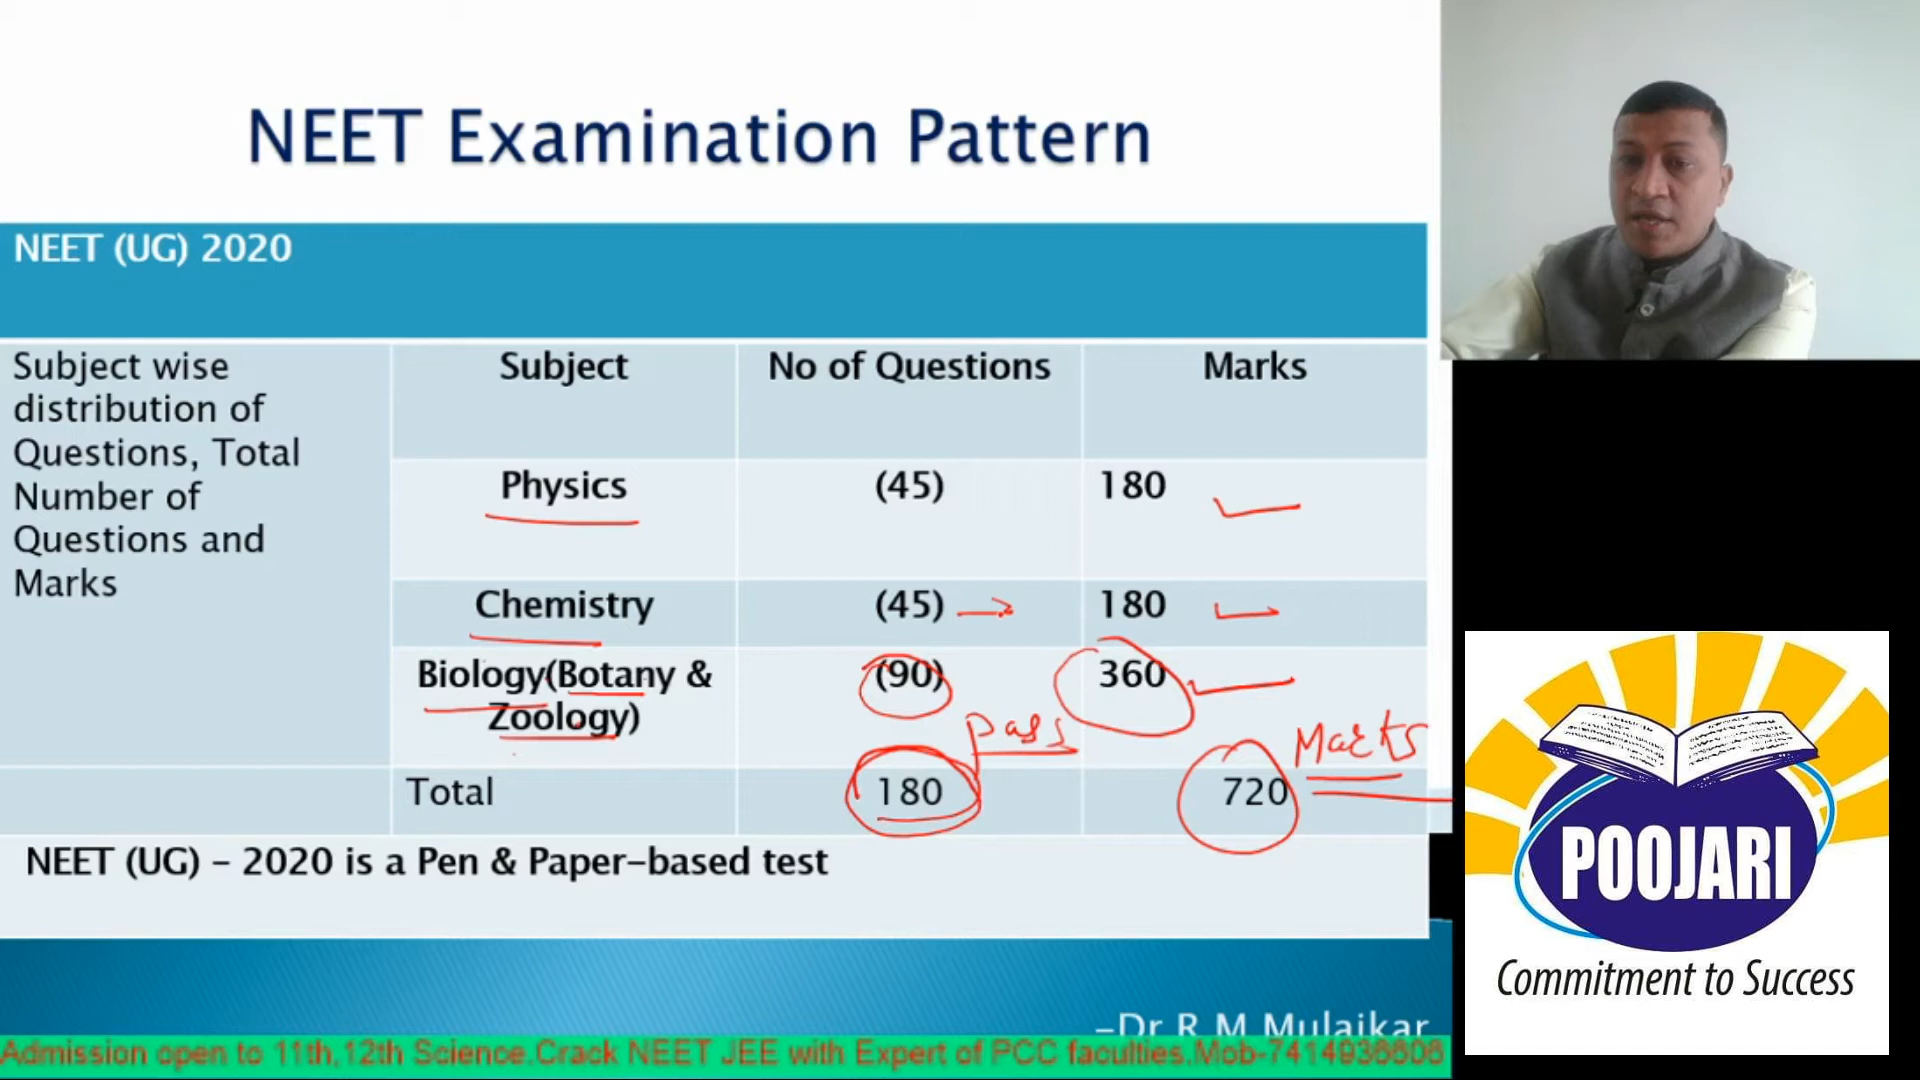 NEET Examination Pattern
NEET (UG) 2020
Subject wise
distribution of
Questions, Total
Number of
Questions and
Marks
Subject
No of Questions
Marks
Physics
(45)
180
Chemistry
(45)
180
Biology(Botany &
Zoology)
(90)
360
pass
Marks
Total
180
720
NEET (UG) – 2020 is a Pen & Paper-based test
-Dr R M Mulajkar
Admission open to 11th,12th Science.Crack NEET JEE with Expert of PCC faculties.Mob-7414936606
POOJARI
Commitment to Success